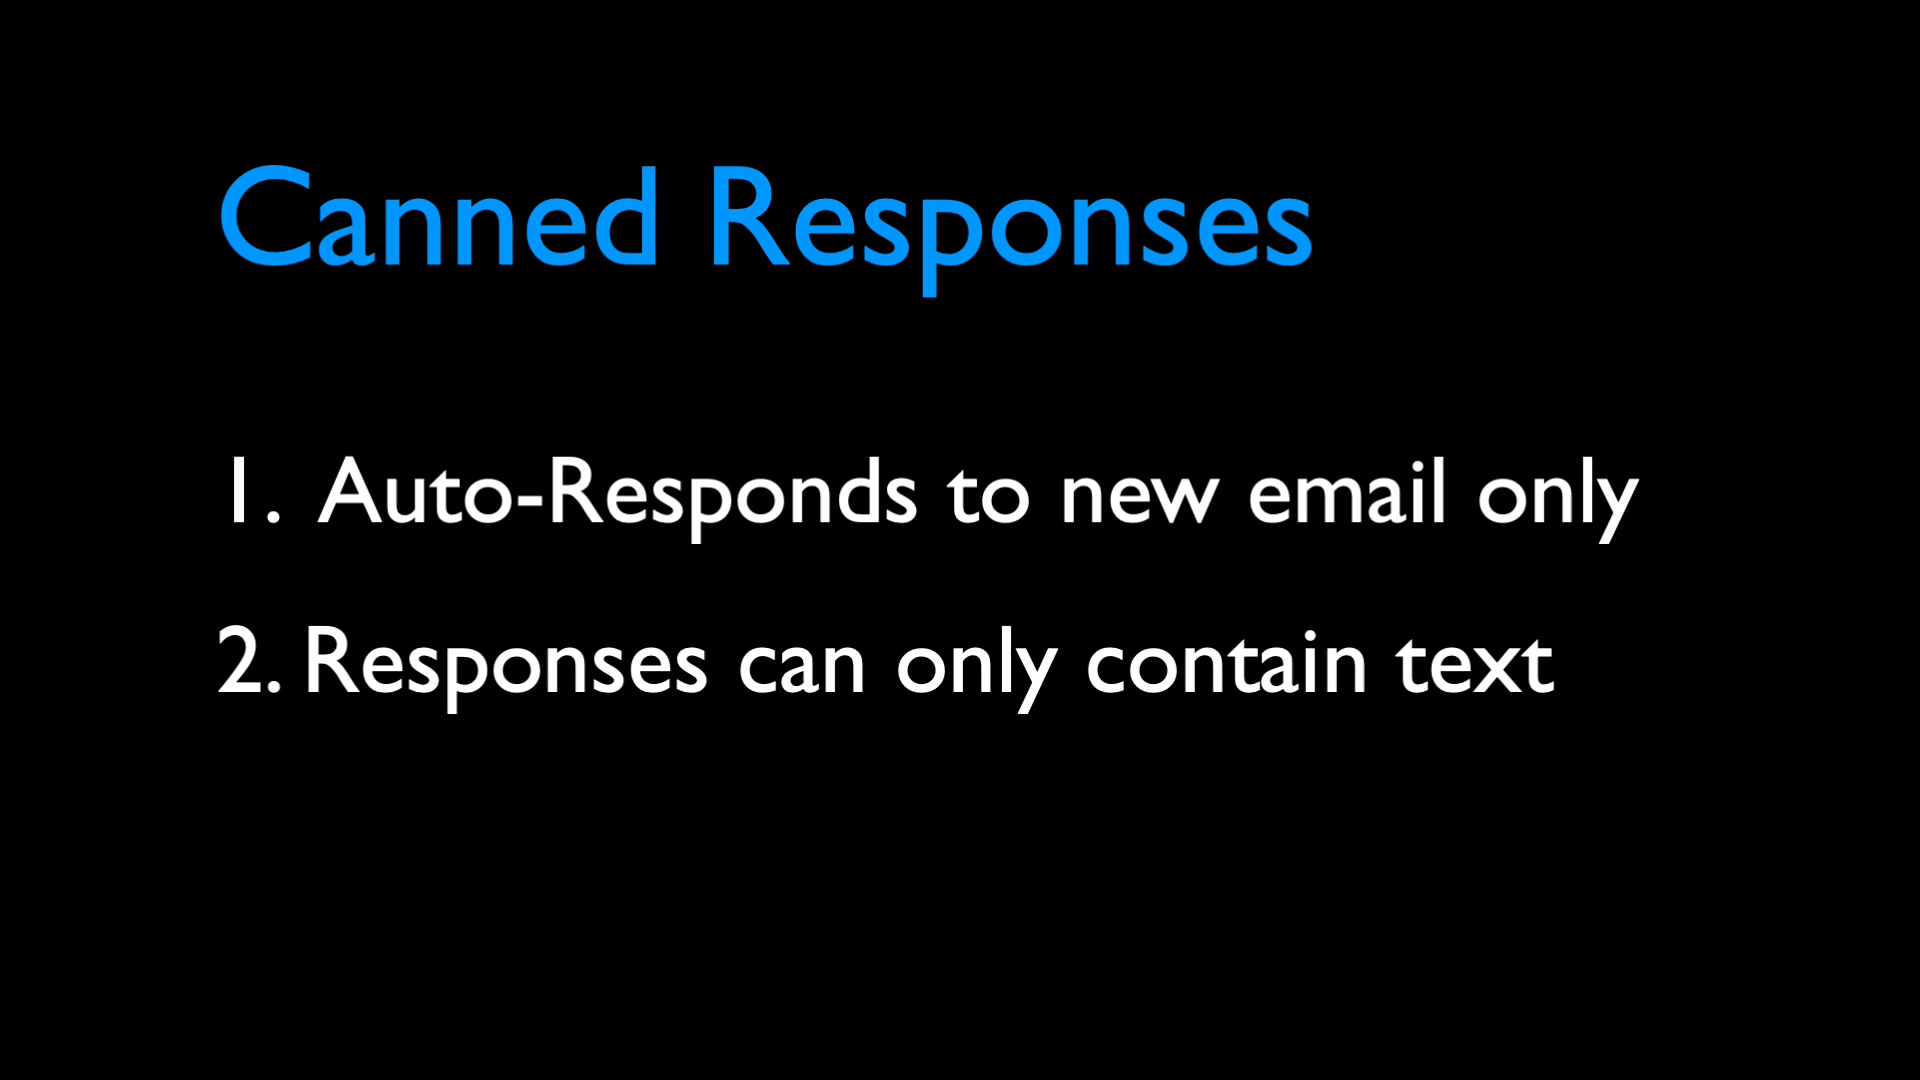 Canned Responses
1. Auto-Responds to new email only
2. Responses can only contain text